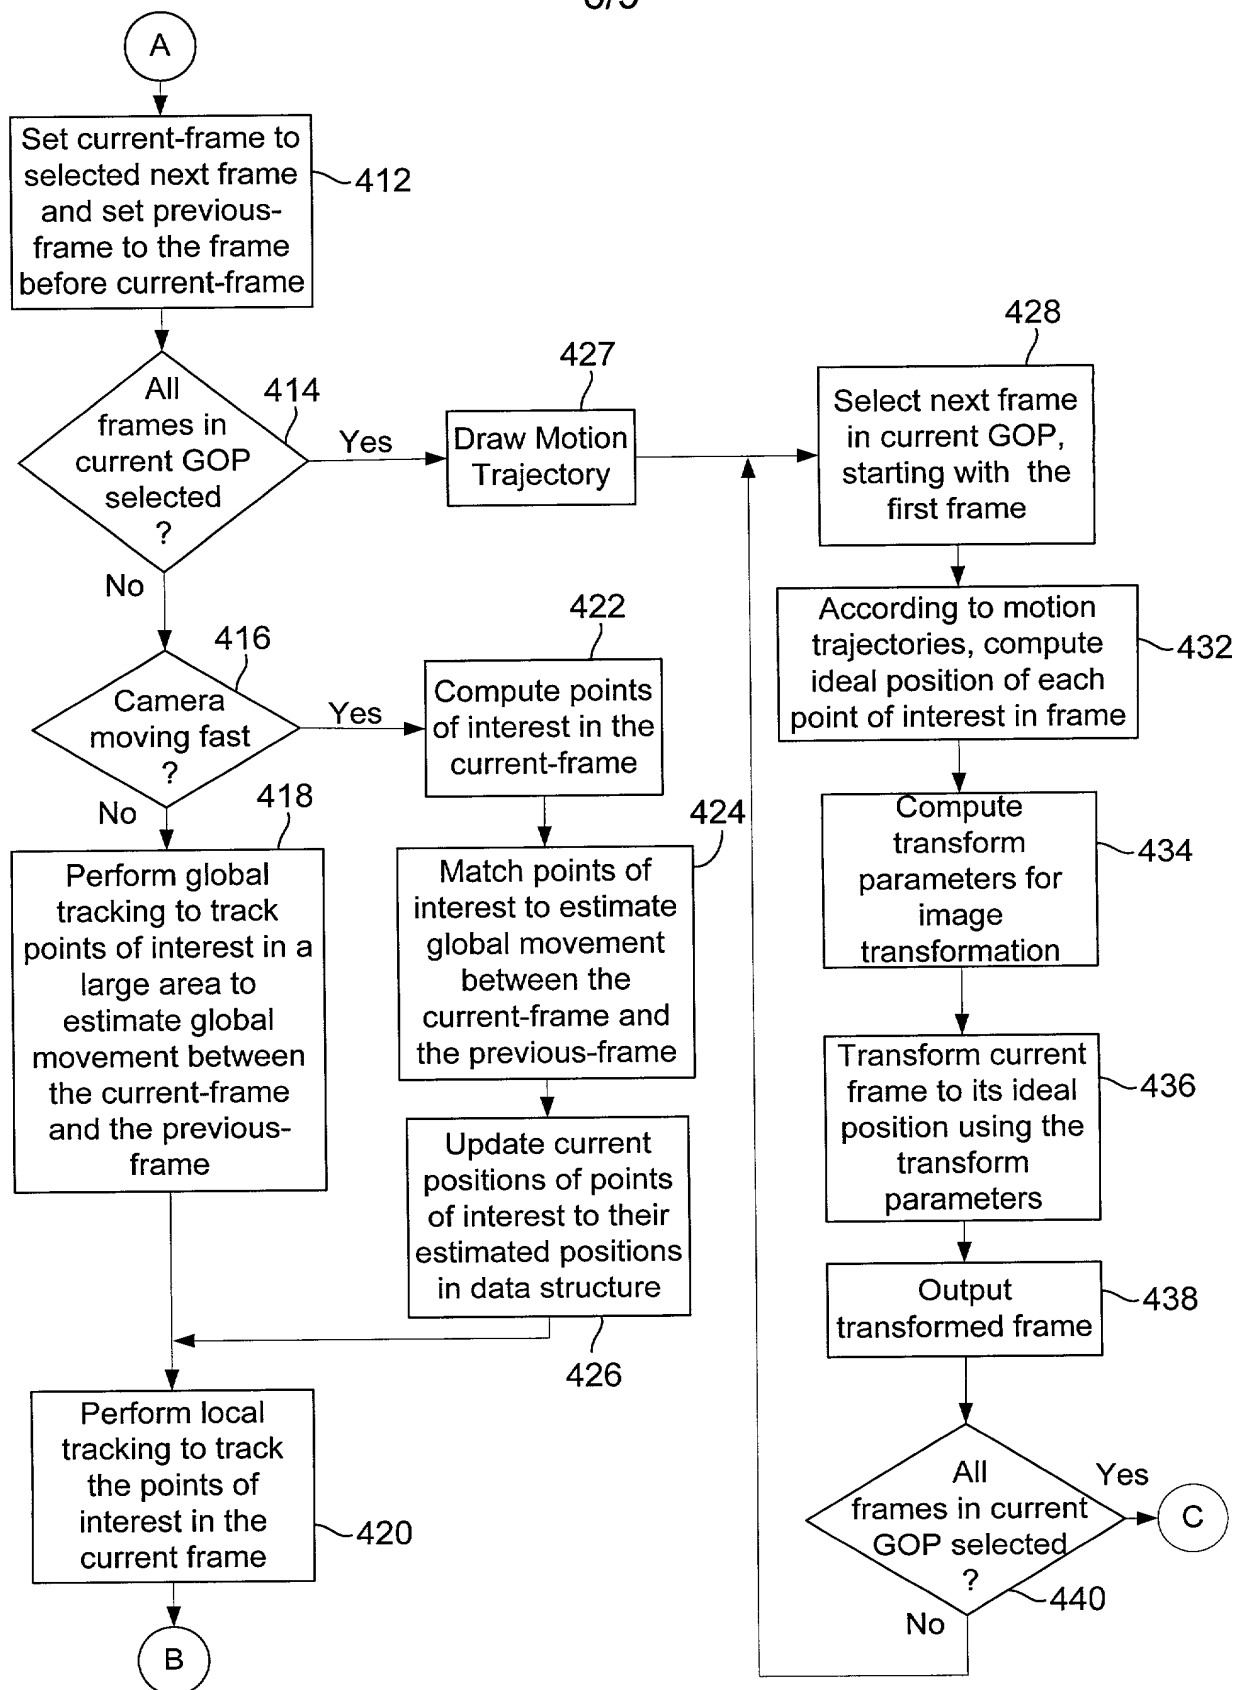 A
Set current-frame to
selected next frame
and set previous-
frame to the frame
before current-frame
412
All
frames in
current GOP
selected
?
414
Yes
No
427
Draw Motion
Trajectory
Camera
moving fast
?
416
Yes
No
422
Compute points
of interest in the
current-frame
418
Perform global
tracking to track
points of interest in a
large area to
estimate global
movement between
the current-frame
and the previous-
frame
424
Match points of
interest to estimate
global movement
between the
current-frame and
the previous-frame
Update current
positions of points
of interest to their
estimated positions
in data structure
426
Perform local
tracking to track
the points of
interest in the
current frame
420
B
428
Select next frame
in current GOP,
starting with the
first frame
According to motion
trajectories, compute
ideal position of each
point of interest in frame
432
Compute
transform
parameters for
image
transformation
434
Transform current
frame to its ideal
position using the
transform
parameters
436
Output
transformed frame
438
All
frames in current
GOP selected
?
440
Yes
C
No